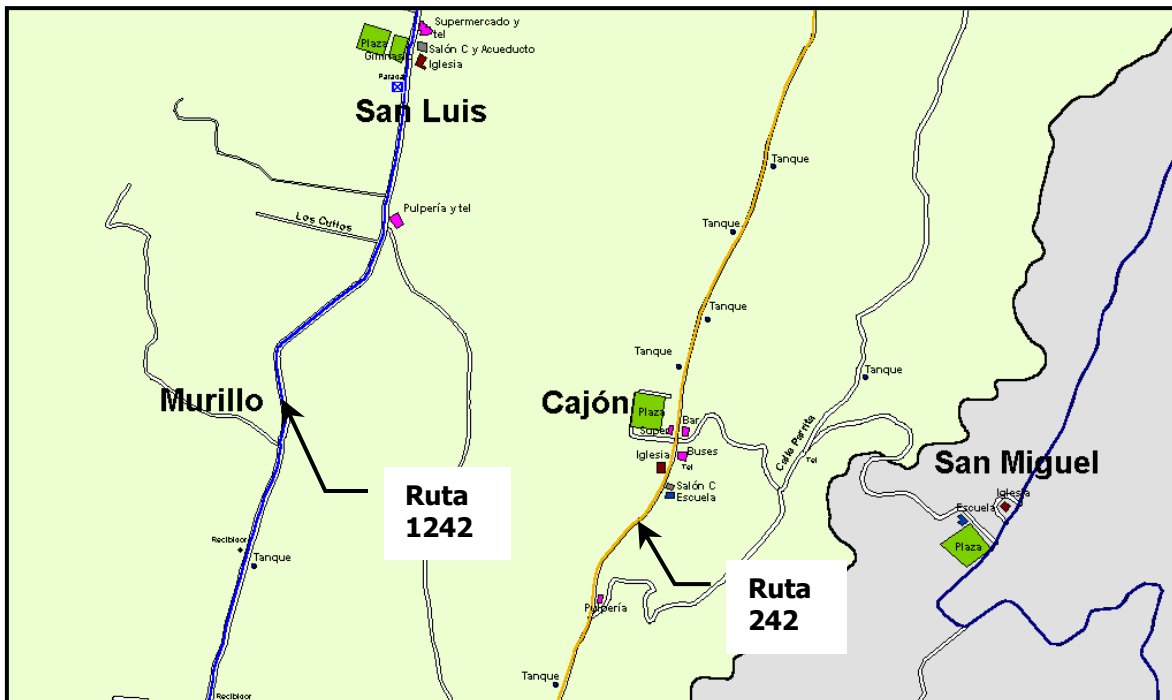 Supermercado y
tel
Plaza
Salón C y Acueducto
Gimnasio
Iglesia
San Luis
Tanque
Pulpería y tel
Los Cuttos
Tanque
Tanque
Tanque
Tanque
Murillo
Cajón
Plaza
Bar
Super
Calle Parrita
Buses
Iglesia
Tel
Tel
San Miguel
Salón C
Escuela
Iglesia
Escuela
Ruta
1242
Recibidor
Plaza
Tanque
Ruta
242
Pulpería
Tanque
Recibidor